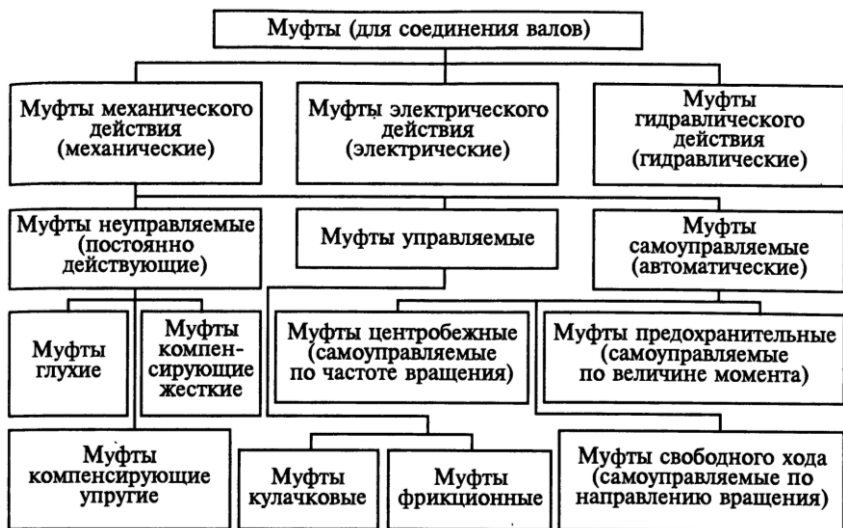 Муфты (для соединения валов)
Муфты механического
действия
(механические)
Муфты электрического
действия
(электрические)
Муфты
гидравлического
действия
(гидравлические)
Муфты неуправляемые
(постоянно
действующие)
Муфты управляемые
Муфты
самоуправляемые
(автоматические)
Муфты
глухие
Муфты
компен-
сирующие
жесткие
Муфты центробежные
(самоуправляемые
по частоте вращения)
Муфты предохранительные
(самоуправляемые
по величине момента)
Муфты
компенсирующие
упругие
Муфты
кулачковые
Муфты
фрикционные
Муфты свободного хода
(самоуправляемые по
направлению вращения)